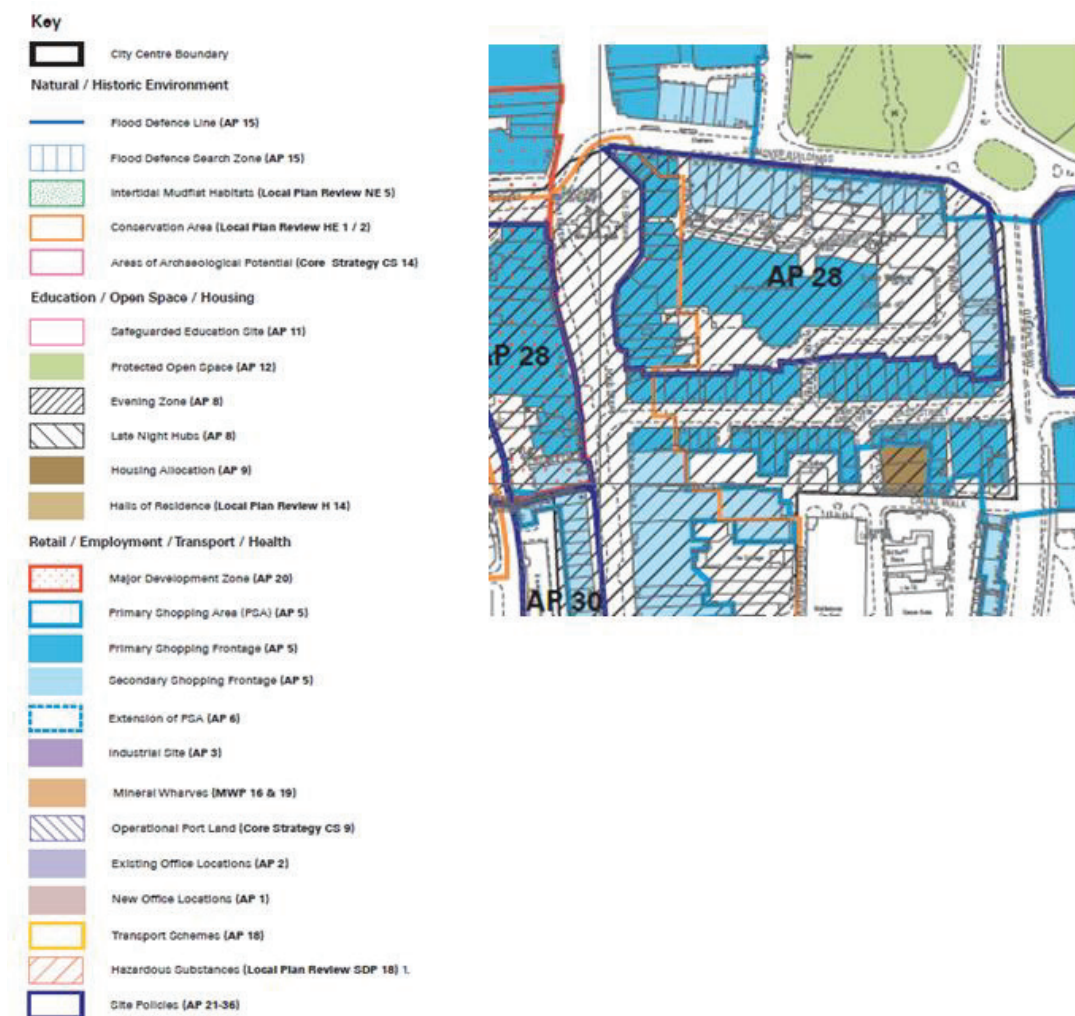 Key
City Centre Boundary
Natural / Historic Environment
Flood Defence Line (AP 15)
Flood Defence Search Zone (AP 15)
Intertidal Mudflat Habitats (Local Plan Review NE 5)
Conservation Area (Local Plan Review HE 1 / 2)
Areas of Archaeological Potential (Core Strategy CS 14)
Education / Open Space / Housing
Safeguarded Education Site (AP 11)
Protected Open Space (AP 12)
Evening Zone (AP 8)
Late Night Hubs (AP 8)
Housing Allocation (AP 9)
Halls of Residence (Local Plan Review H 14)
Retail / Employment / Transport / Health
Major Development Zone (AP 20)
Primary Shopping Area (PSA) (AP 5)
Primary Shopping Frontage (AP 5)
Secondary Shopping Frontage (AP 5)
Extension of PSA (AP 6)
Industrial Site (AP 3)
Mineral Wharves (MWP 16 & 19)
Operational Port Land (Core Strategy CS 9)
Existing Office Locations (AP 2)
New Office Locations (AP 1)
Transport Schemes (AP 18)
Hazardous Substances (Local Plan Review SDP 18) 1.
Site Policies (AP 21-36)
HANOVER BUILDINGS
AP 28
AP 28
STREET
CANAL WALK
AP 30